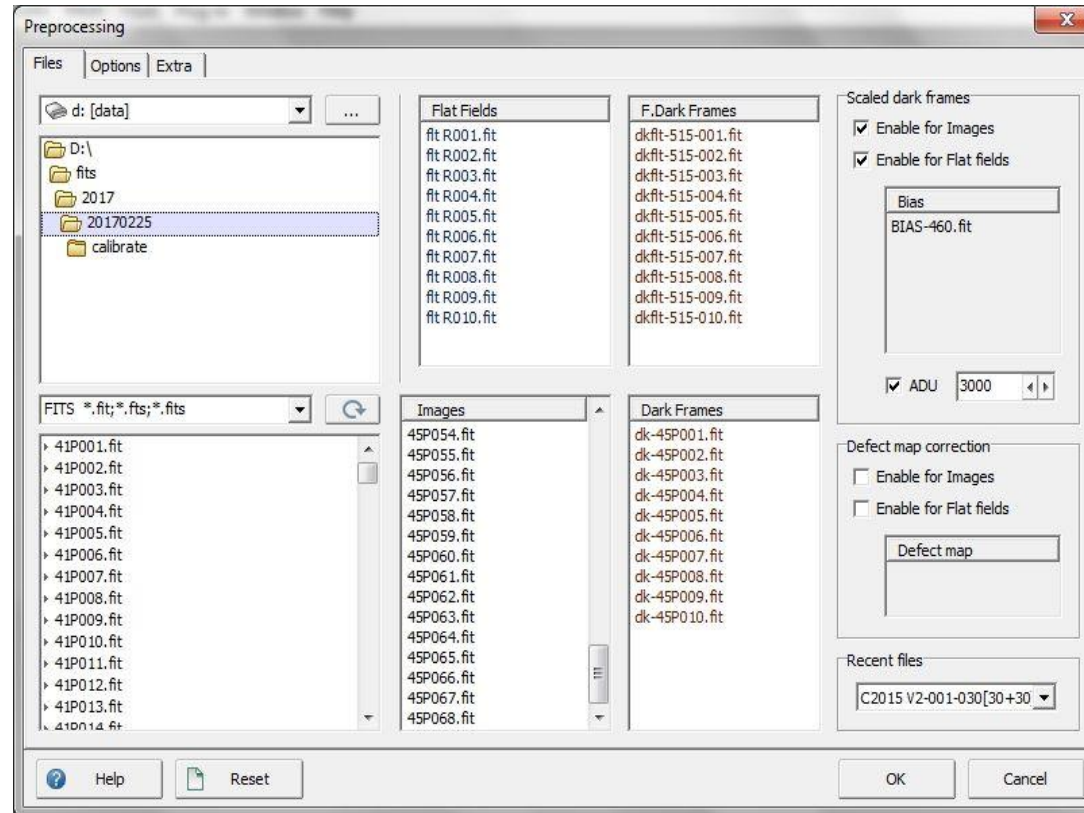 Preprocessing
Files Options Extra
d: [data]
...
D:\
fits
2017
20170225
calibrate
Flat Fields
flt R001.fit
flt R002.fit
flt R003.fit
flt R004.fit
flt R005.fit
flt R006.fit
flt R007.fit
flt R008.fit
flt R009.fit
flt R010.fit
F.Dark Frames
dkflt-515-001.fit
dkflt-515-002.fit
dkflt-515-003.fit
dkflt-515-004.fit
dkflt-515-005.fit
dkflt-515-006.fit
dkflt-515-007.fit
dkflt-515-008.fit
dkflt-515-009.fit
dkflt-515-010.fit
Scaled dark frames
Enable for Images
Enable for Flat fields
Bias
BIAS-460.fit
ADU 3000
FITS *.fit;*.fts;*.fits
41P001.fit
41P002.fit
41P003.fit
41P004.fit
41P005.fit
41P006.fit
41P007.fit
41P008.fit
41P009.fit
41P010.fit
41P011.fit
41P012.fit
41P013.fit
41P014.fit
Images
45P054.fit
45P055.fit
45P056.fit
45P057.fit
45P058.fit
45P059.fit
45P060.fit
45P061.fit
45P062.fit
45P063.fit
45P064.fit
45P065.fit
45P066.fit
45P067.fit
45P068.fit
Dark Frames
dk-45P001.fit
dk-45P002.fit
dk-45P003.fit
dk-45P004.fit
dk-45P005.fit
dk-45P006.fit
dk-45P007.fit
dk-45P008.fit
dk-45P009.fit
dk-45P010.fit
Defect map correction
Enable for Images
Enable for Flat fields
Defect map
Recent files
C2015 V2-001-030[30+30
Help Reset OK Cancel